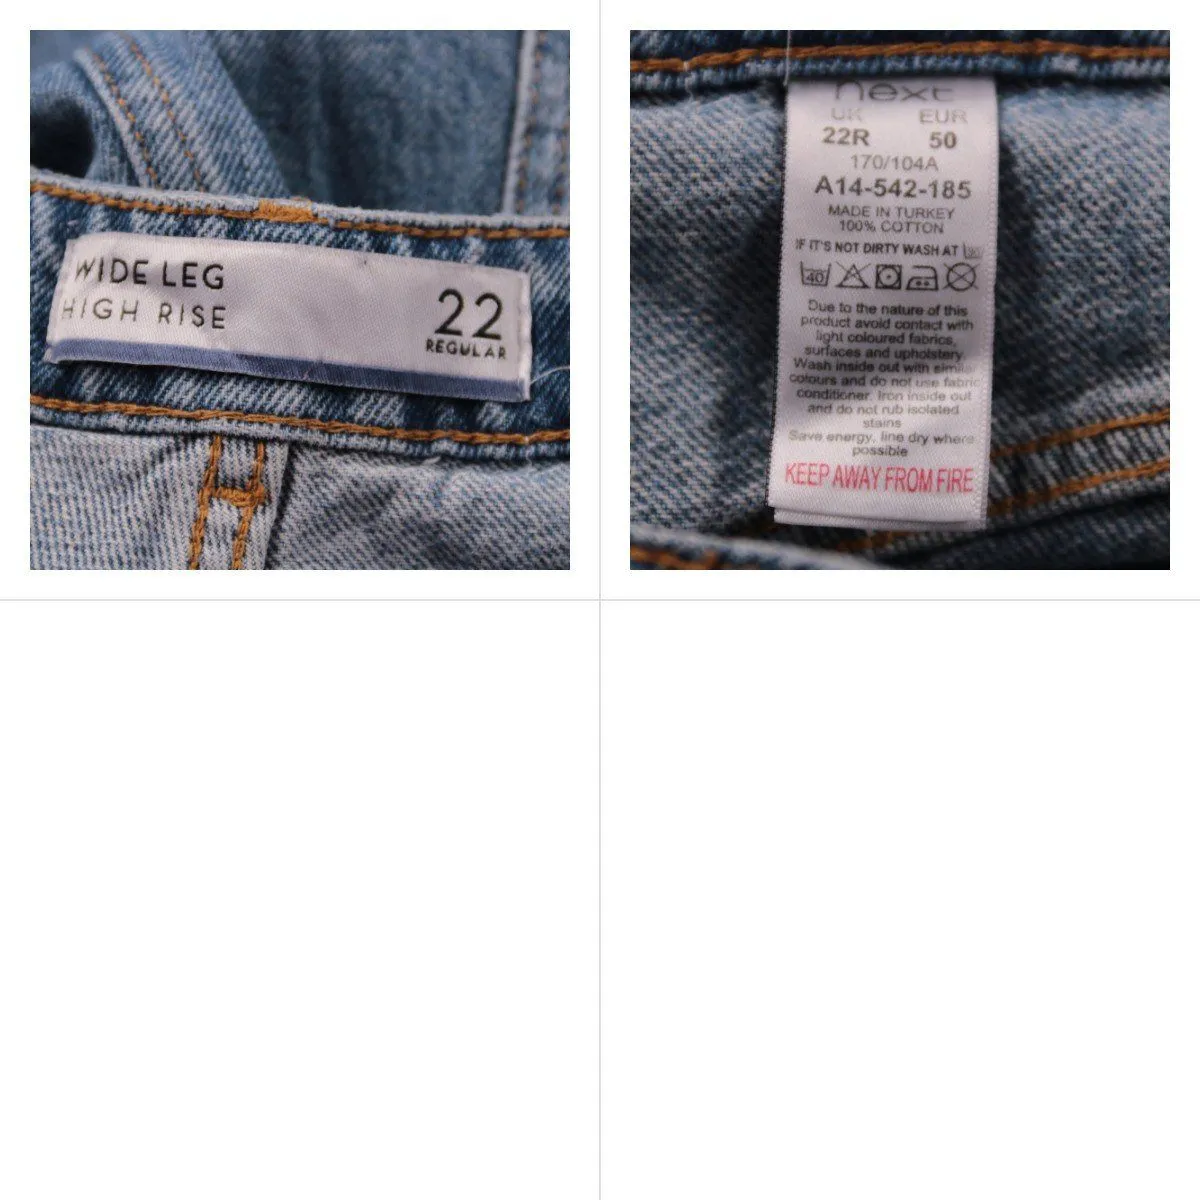 WIDE LEG
HIGH RISE
22
REGULAR
next
UK EUR
22R 50
170/104A
A14-542-185
MADE IN TURKEY
100% COTTON
IF IT'S NOT DIRTY WASH AT 30
40
Due to the nature of this
product avoid contact with
light coloured fabrics,
surfaces and upholstery
Wash inside out with similar
colours and do not use fabric
conditioner. Iron inside out
and do not rub isolated
stains
Save energy, line dry where
possible
KEEP AWAY FROM FIRE